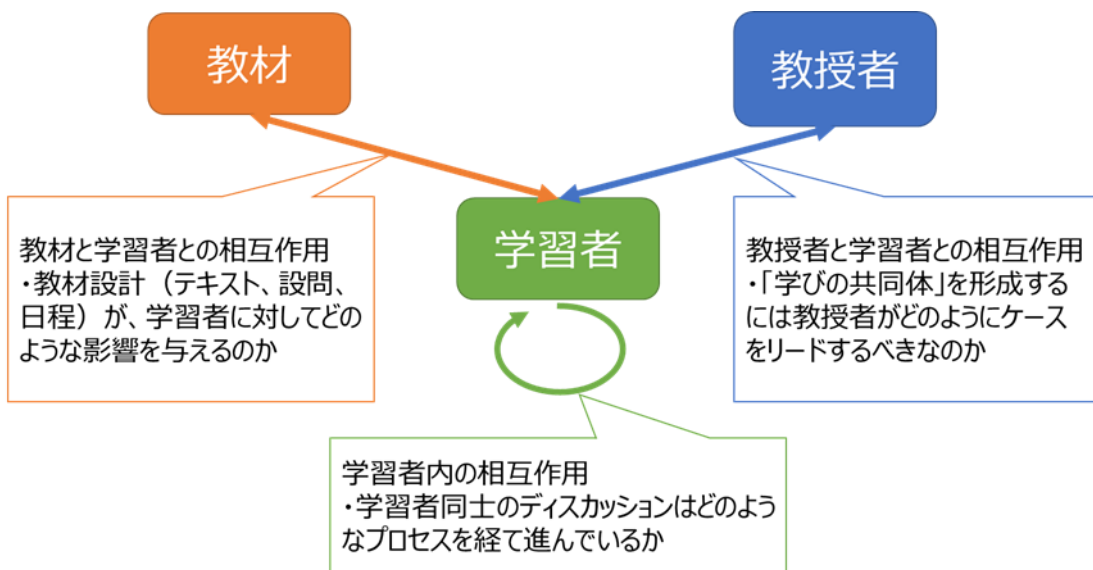 教材
教授者
学習者
教材と学習者との相互作用
・教材設計（テキスト、設問、
日程）が、学習者に対してどの
ような影響を与えるのか
教授者と学習者との相互作用
・「学びの共同体」を形成する
には教授者がどのようにケース
をリードするべきなのか
学習者内の相互作用
・学習者同士のディスカッションはどのよう
なプロセスを経て進んでいるか